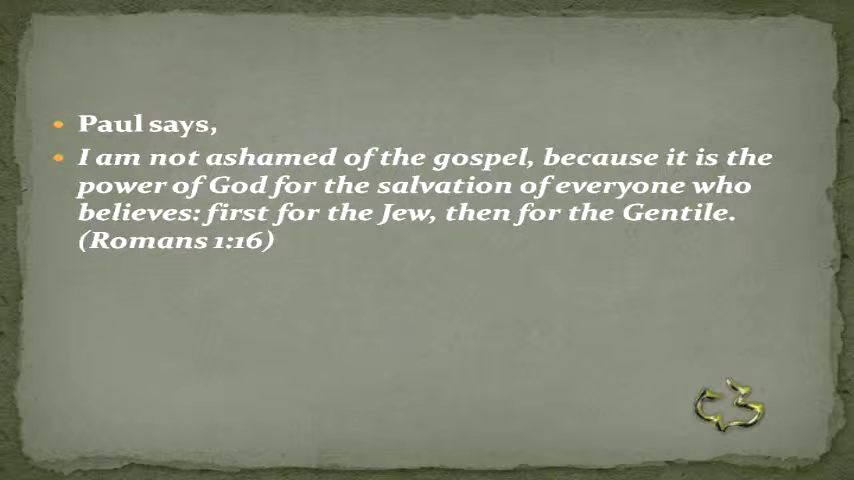 • Paul says,
• I am not ashamed of the gospel, because it is the
power of God for the salvation of everyone who
believes: first for the Jew, then for the Gentile.
(Romans 1:16)
C3